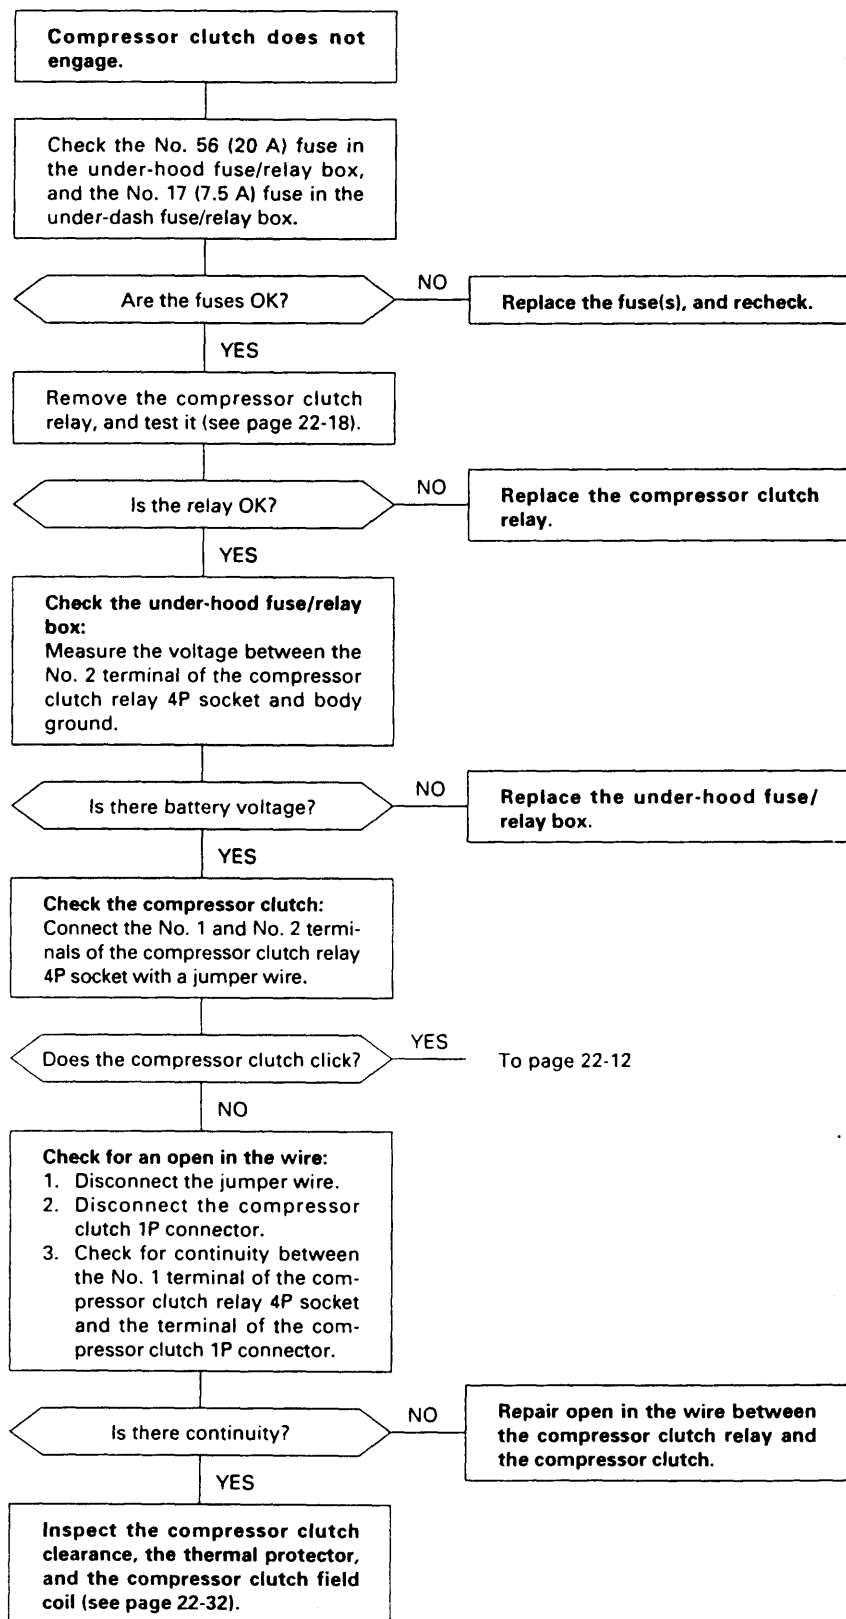 Compressor clutch does not
engage.
Check the No. 56 (20 A) fuse in
the under-hood fuse/relay box,
and the No. 17 (7.5 A) fuse in the
under-dash fuse/relay box.
Are the fuses OK?
NO
Replace the fuse(s), and recheck.
YES
Remove the compressor clutch
relay, and test it (see page 22-18).
Is the relay OK?
NO
Replace the compressor clutch
relay.
YES
Check the under-hood fuse/relay
box:
Measure the voltage between the
No. 2 terminal of the compressor
clutch relay 4P socket and body
ground.
Is there battery voltage?
NO
Replace the under-hood fuse/
relay box.
YES
Check the compressor clutch:
Connect the No. 1 and No. 2 termi-
nals of the compressor clutch relay
4P socket with a jumper wire.
Does the compressor clutch click?
YES
To page 22-12
NO
Check for an open in the wire:
1. Disconnect the jumper wire.
2. Disconnect the compressor
clutch 1P connector.
3. Check for continuity between
the No. 1 terminal of the com-
pressor clutch relay 4P socket
and the terminal of the com-
pressor clutch 1P connector.
Is there continuity?
NO
Repair open in the wire between
the compressor clutch relay and
the compressor clutch.
YES
Inspect the compressor clutch
clearance, the thermal protector,
and the compressor clutch field
coil (see page 22-32).